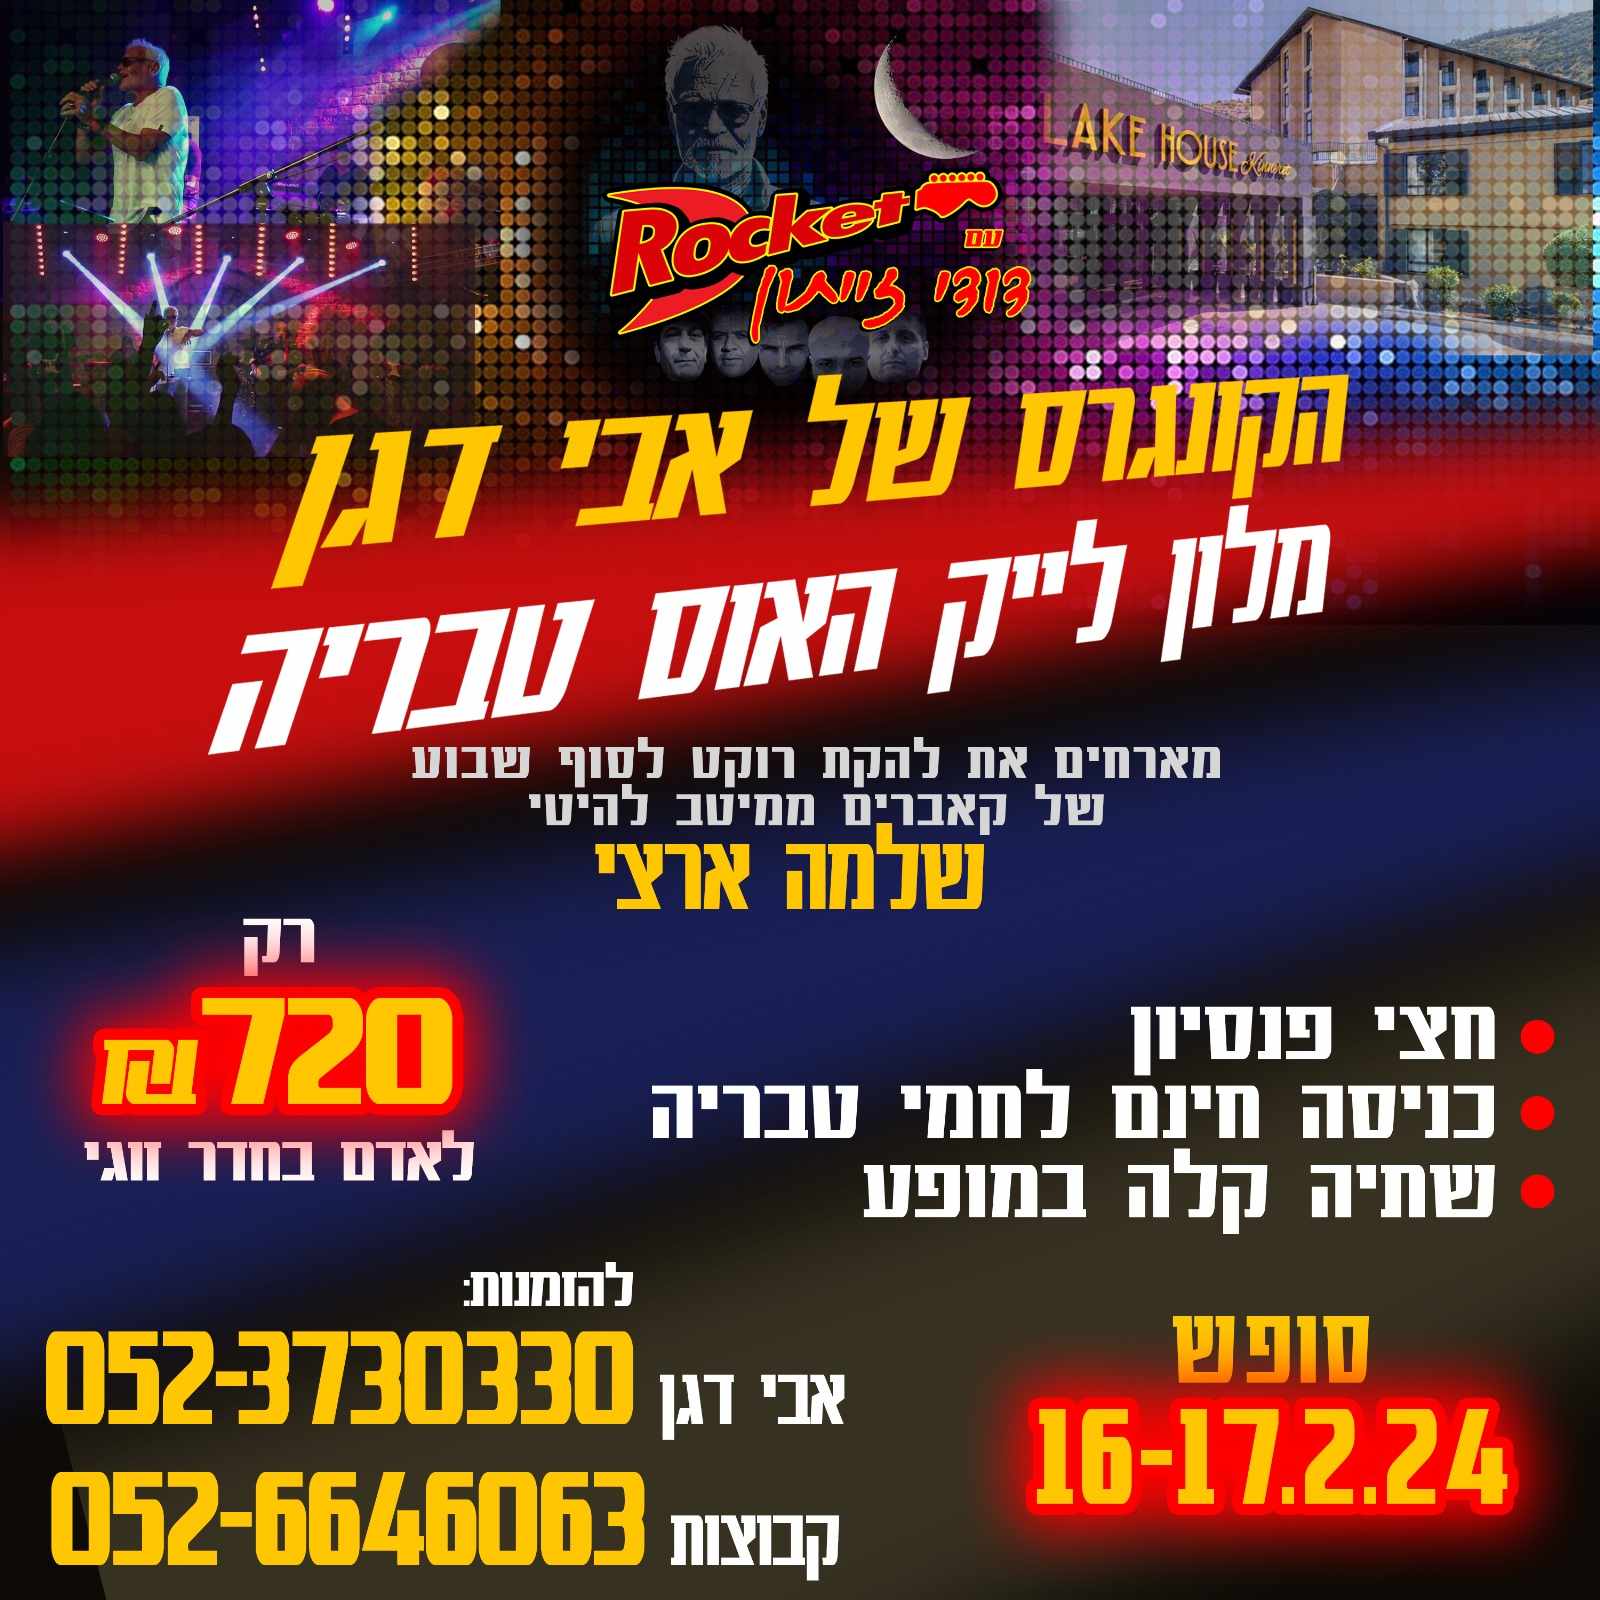 LAKE HOUSE Kinneret
Rocket
עם
דודי זייתון
הקונגרס של אבי דגן
מלון לייק האוס טבריה
מארחים את להקת רוקט לסוף שבוע
של קאברים ממיטב להיטי
שלמה ארצי
רק
720 ₪
לאדם בחדר זוגי
חצי פנסיון
כניסה חינם לחמי טבריה
שתיה קלה במופע
להזמנות:
אבי דגן 052-3730330
קבוצות 052-6646063
סופש
16-17.2.24